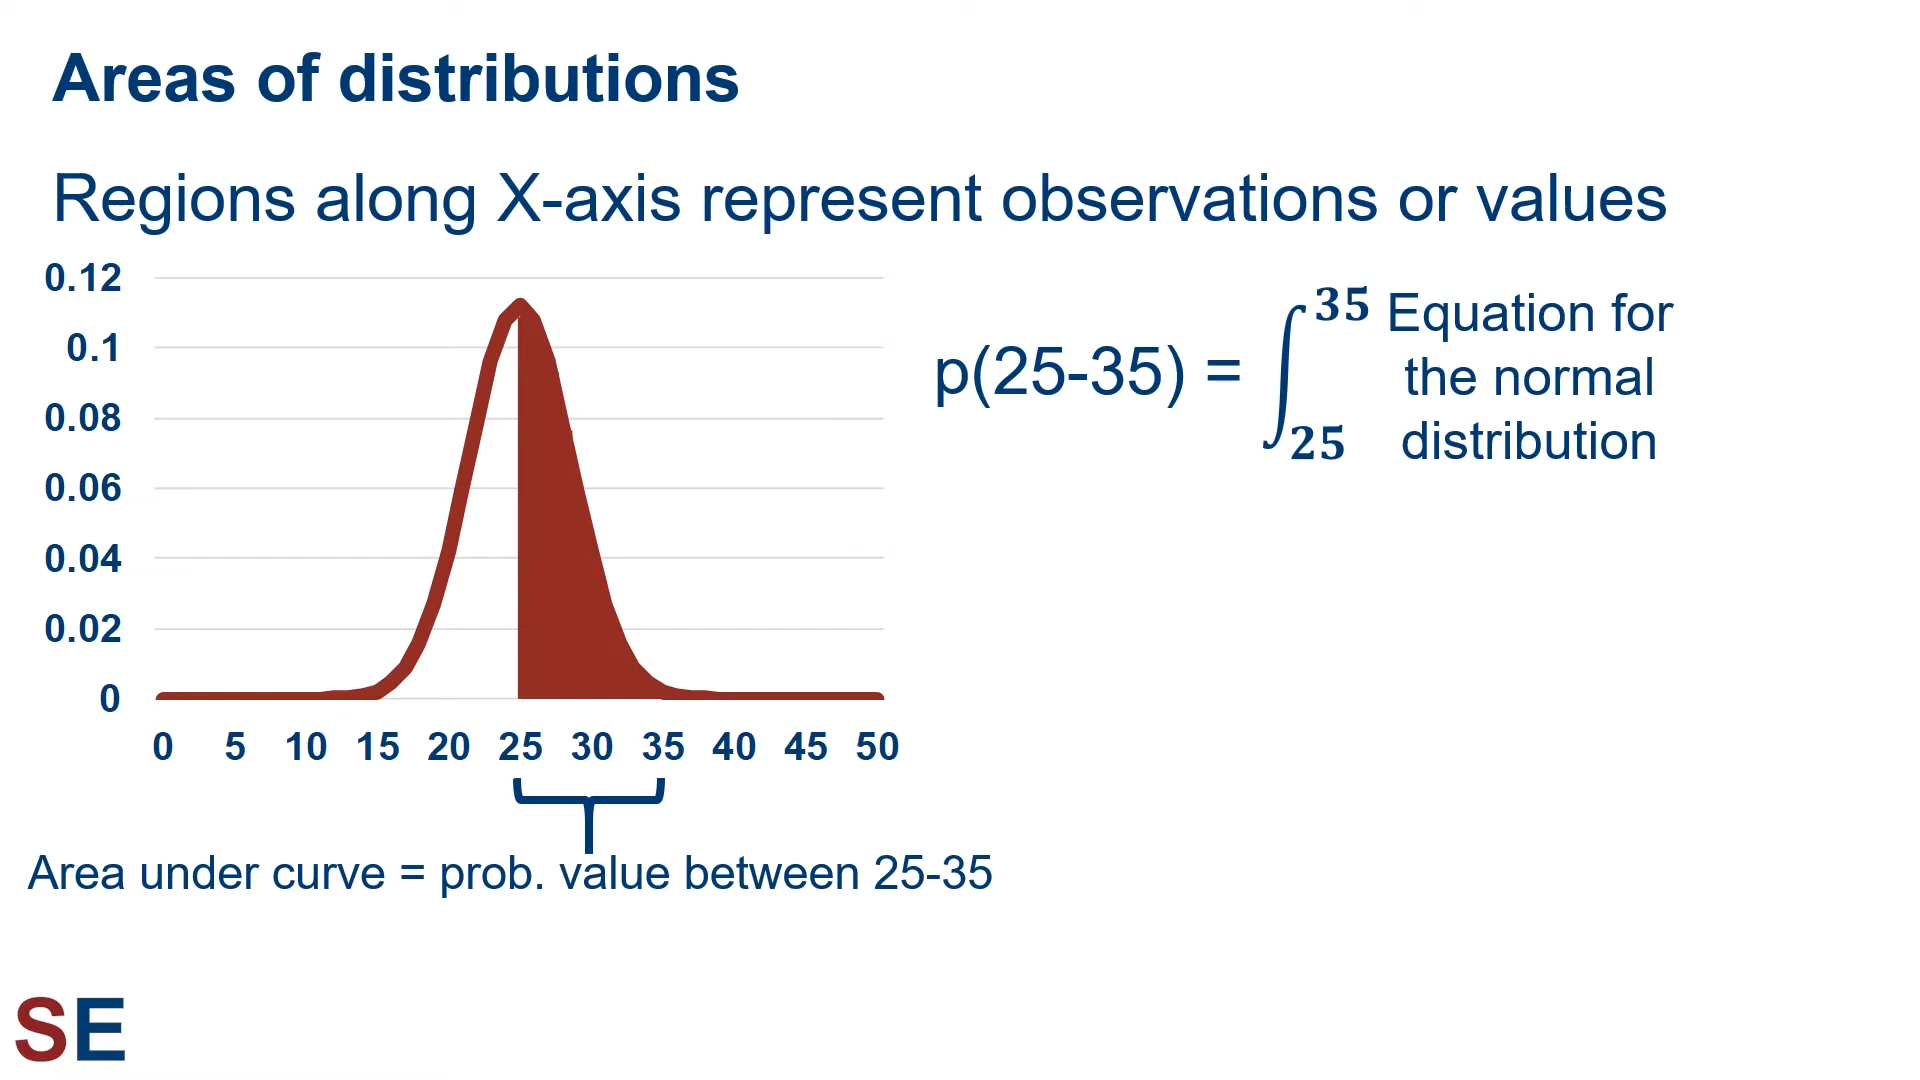 Areas of distributions
Regions along X-axis represent observations or values
0.12
0.1
0.08
0.06
0.04
0.02
0
0 5 10 15 20 25 30 35 40 45 50
Area under curve = prob. value between 25-35
p(25-35) = ∫ 35 25
Equation for
the normal
distribution
SE